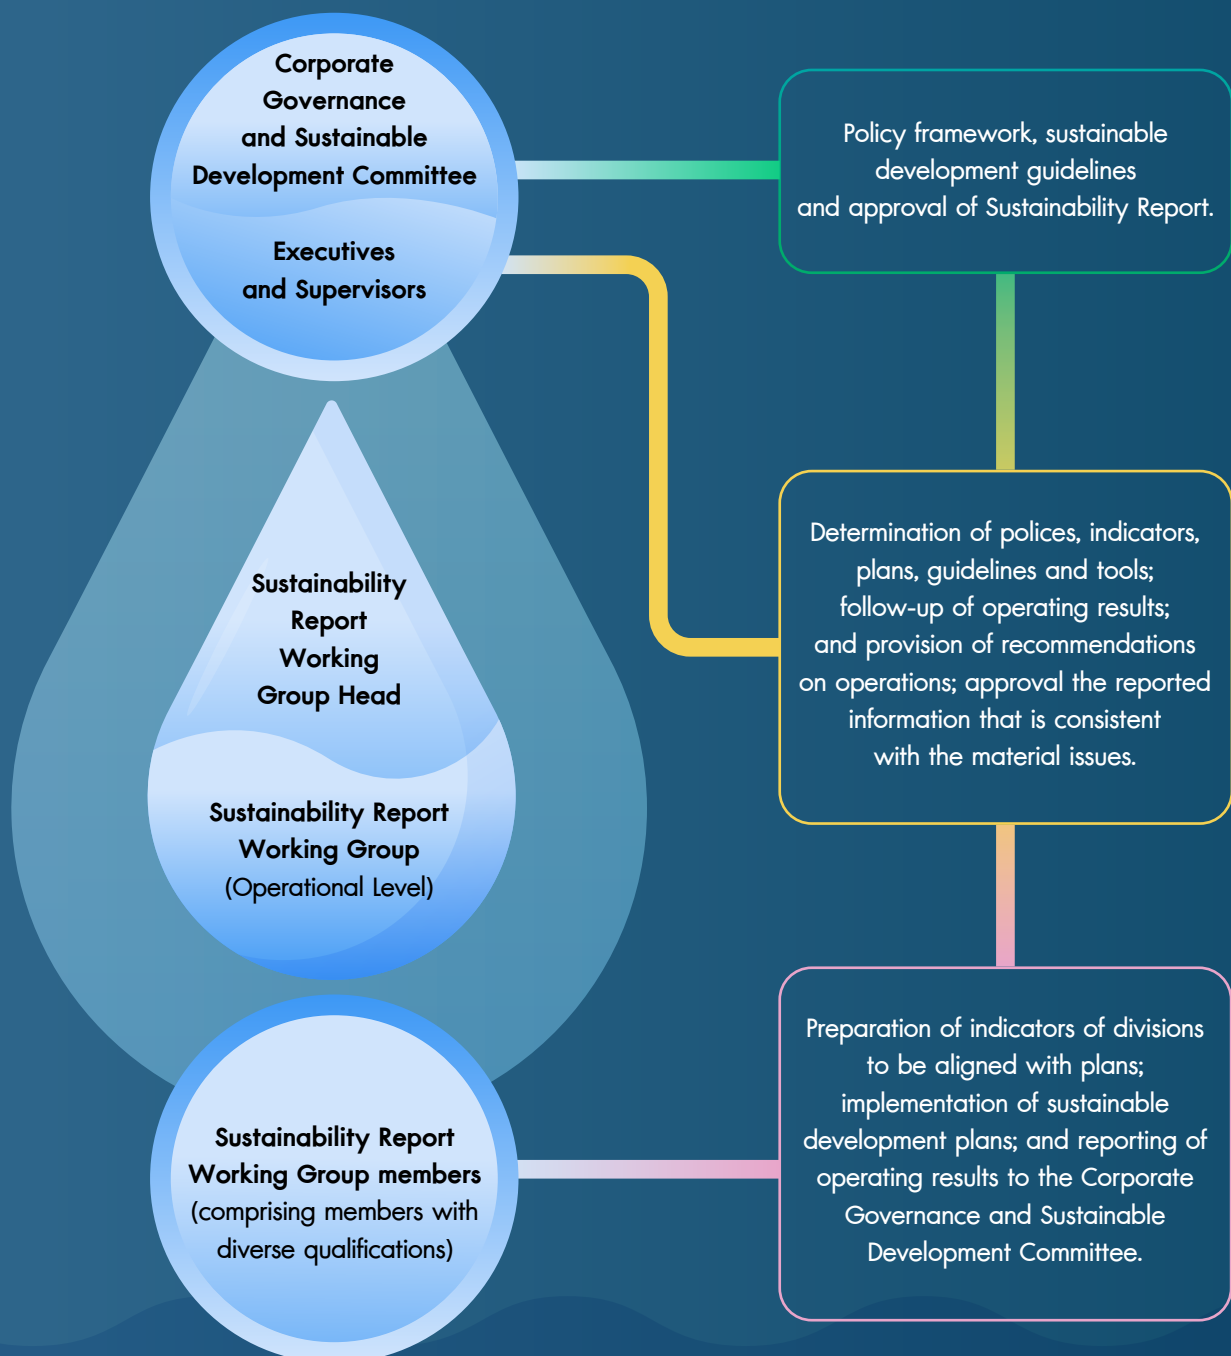 Corporate
Governance
and Sustainable
Development Committee
Executives
and Supervisors
Policy framework, sustainable
development guidelines
and approval of Sustainability Report.
Sustainability
Report
Working
Group Head
Sustainability Report
Working Group
(Operational Level)
Determination of polices, indicators,
plans, guidelines and tools;
follow-up of operating results;
and provision of recommendations
on operations; approval the reported
information that is consistent
with the material issues.
Sustainability Report
Working Group members
(comprising members with
diverse qualifications)
Preparation of indicators of divisions
to be aligned with plans;
implementation of sustainable
development plans; and reporting of
operating results to the Corporate
Governance and Sustainable
Development Committee.